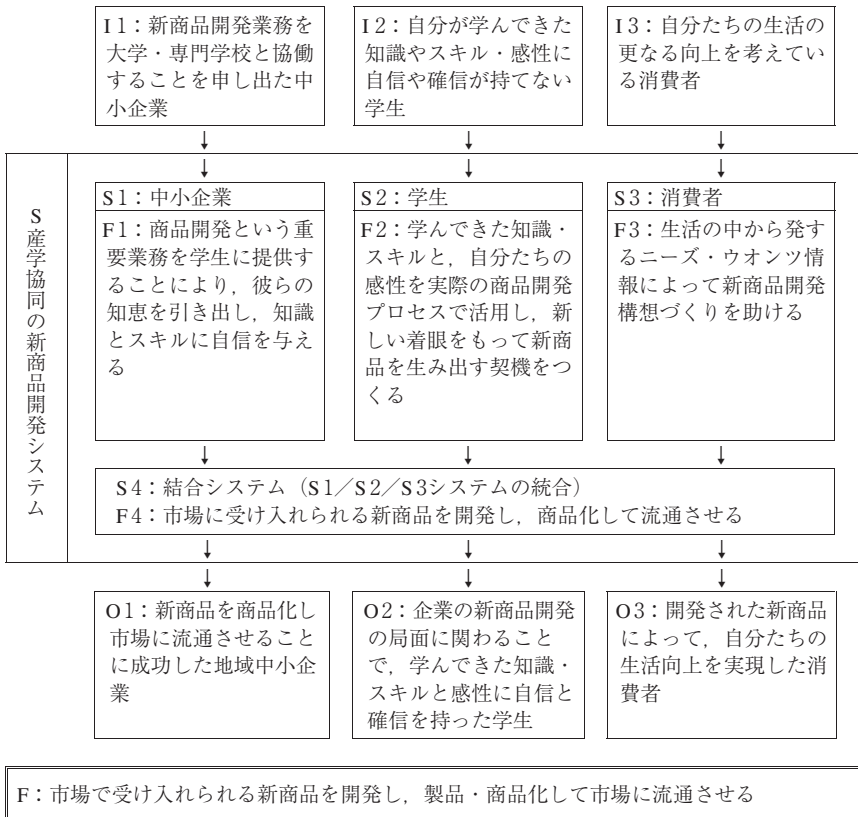 I1：新商品開発業務を
大学・専門学校と協働
することを申し出た中
小企業
I2：自分が学んできた
知識やスキル・感性に
自信や確信が持てない
学生
I3：自分たちの生活の
更なる向上を考えてい
る消費者
S産学協同の新商品開発システム
S1：中小企業
F1：商品開発という重
要業務を学生に提供す
ることにより，彼らの
知恵を引き出し，知識
とスキルに自信を与え
る
S2：学生
F2：学んできた知識・
スキルと，自分たちの
感性を実際の商品開発
プロセスで活用し，新
しい着眼をもって新商
品を生み出す契機をつ
くる
S3：消費者
F3：生活の中から発す
るニーズ・ウオンツ情
報によって新商品開発
構想づくりを助ける
S4：結合システム（S1／S2／S3システムの統合）
F4：市場に受け入れられる新商品を開発し，商品化して流通させる
O1：新商品を商品化し
市場に流通させること
に成功した地域中小企
業
O2：企業の新商品開発
の局面に関わること
で，学んできた知識・
スキルと感性に自信と
確信を持った学生
O3：開発された新商品
によって，自分たちの
生活向上を実現した消
費者
F：市場で受け入れられる新商品を開発し，製品・商品化して市場に流通させる